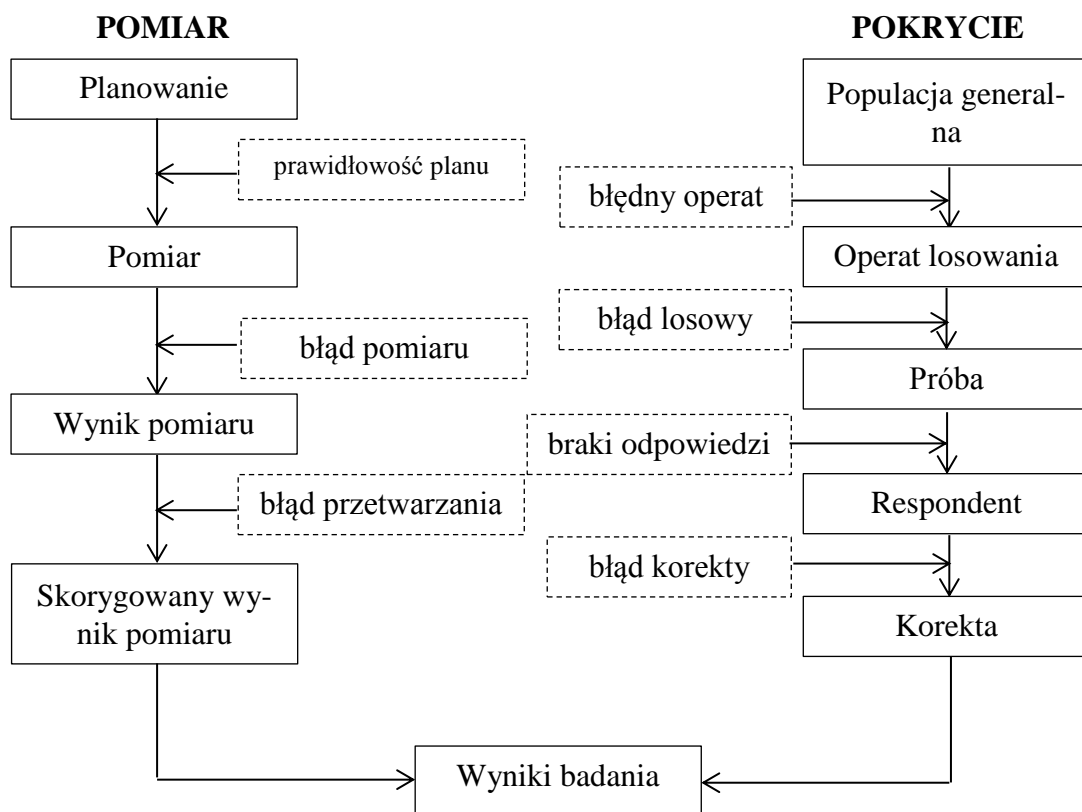 POMIAR
Planowanie
prawidłowość planu
Pomiar
błąd pomiaru
Wynik pomiaru
błąd przetwarzania
Skorygowany wy-
nik pomiaru
POKRYCIE
Populacja general-
na
błędny operat
Operat losowania
błąd losowy
Próba
braki odpowiedzi
Respondent
błąd korekty
Korekta
Wyniki badania